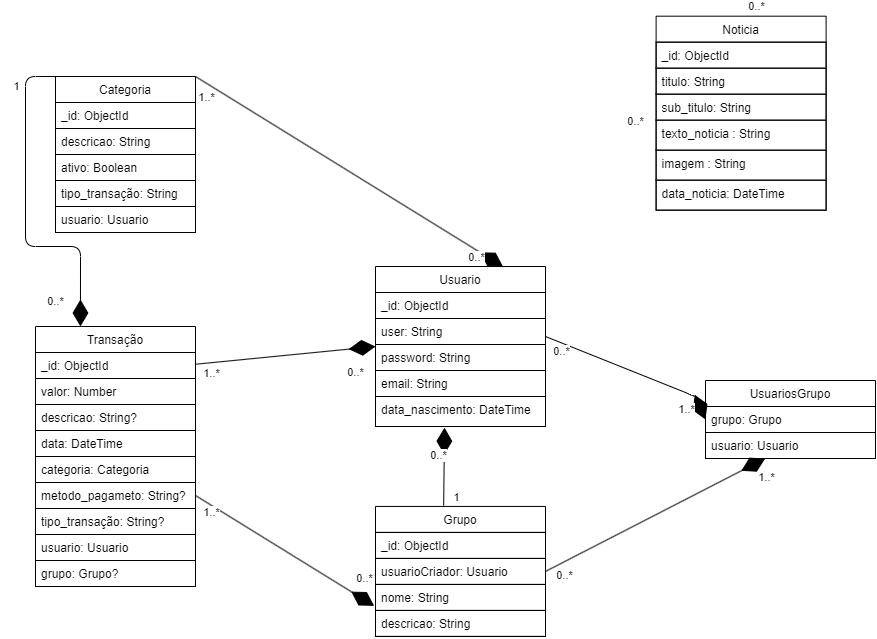 0..*
Noticia
_id: ObjectId
titulo: String
sub_titulo: String
0..*
texto_noticia : String
imagem : String
data_noticia: DateTime
1
Categoria
1..*
_id: ObjectId
descricao: String
ativo: Boolean
tipo_transação: String
usuario: Usuario
0..*
Usuario
_id: ObjectId
user: String
password: String
email: String
data_nascimento: DateTime
0..*
Transação
_id: ObjectId
valor: Number
descricao: String?
data: DateTime
categoria: Categoria
metodo_pagameto: String?
tipo_transação: String?
usuario: Usuario
grupo: Grupo?
1..*
0..*
0..*
1..*
UsuariosGrupo
grupo: Grupo
usuario: Usuario
1..*
0..*
1
Grupo
_id: ObjectId
usuarioCriador: Usuario
nome: String
descricao: String
1..*
0..*
0..*